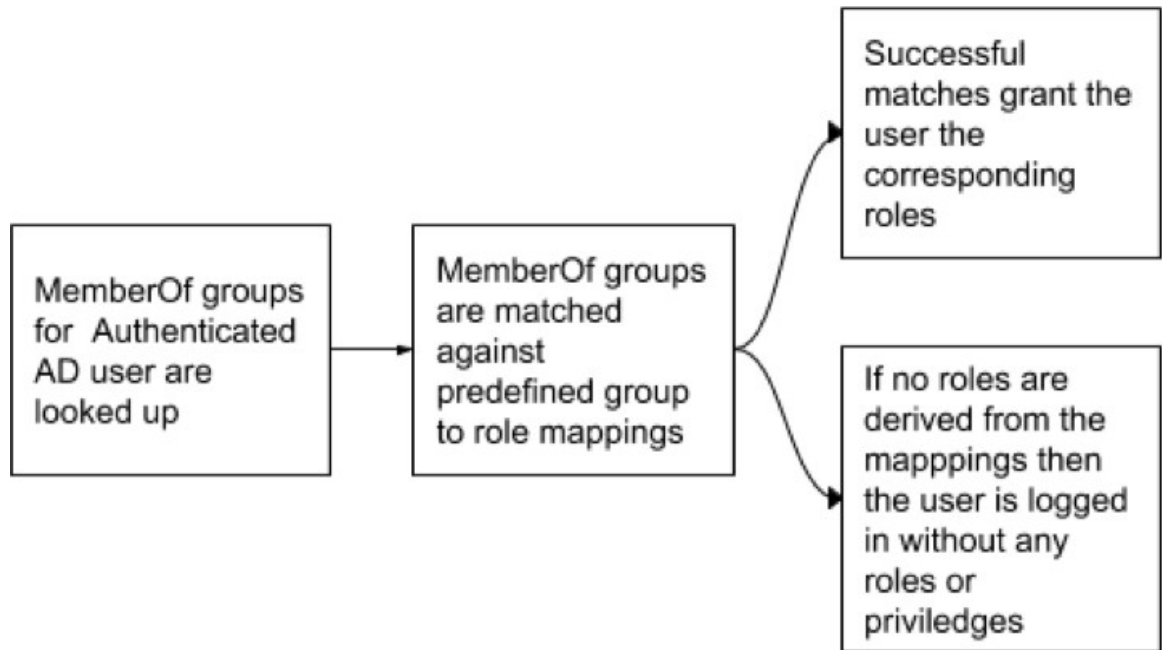 MemberOf groups
for  Authenticated
AD user are
looked up
MemberOf groups
are matched
against
predefined group
to role mappings
Successful
matches grant the
user the
corresponding
roles
If no roles are
derived from the
mapppings then
the user is logged
in without any
roles or
priviledges